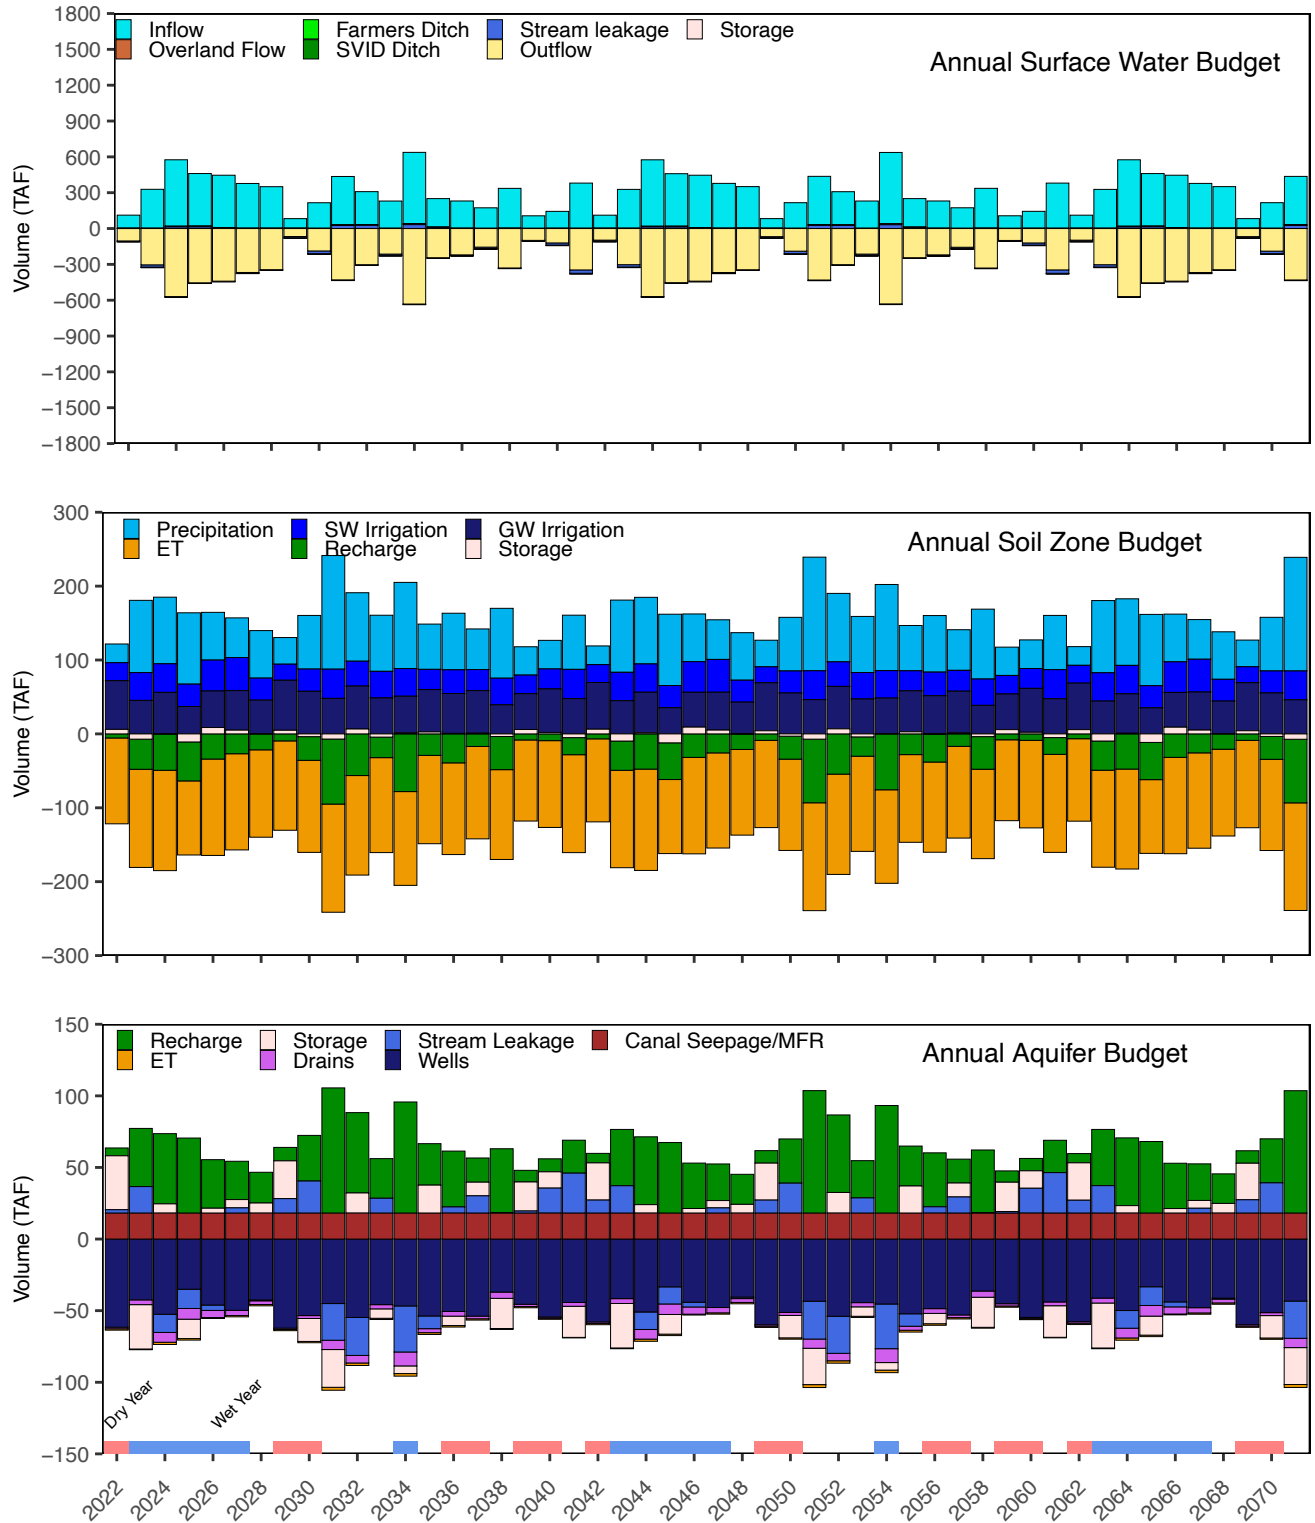 Inflow Farmers Ditch Stream leakage Storage
Overland Flow SVID Ditch Outflow
Annual Surface Water Budget
Volume (TAF)
1800
1500
1200
900
600
300
0
−300
−600
−900
−1200
−1500
−1800
Precipitation SW Irrigation GW Irrigation
ET Recharge Storage
Annual Soil Zone Budget
Volume (TAF)
300
200
100
0
−100
−200
−300
Recharge Storage Stream Leakage Canal Seepage/MFR
ET Drains Wells
Annual Aquifer Budget
Volume (TAF)
150
100
50
0
−50
−100
−150
Dry Year
Wet Year
2022 2024 2026 2028 2030 2032 2034 2036 2038 2040 2042 2044 2046 2048 2050 2052 2054 2056 2058 2060 2062 2064 2066 2068 2070